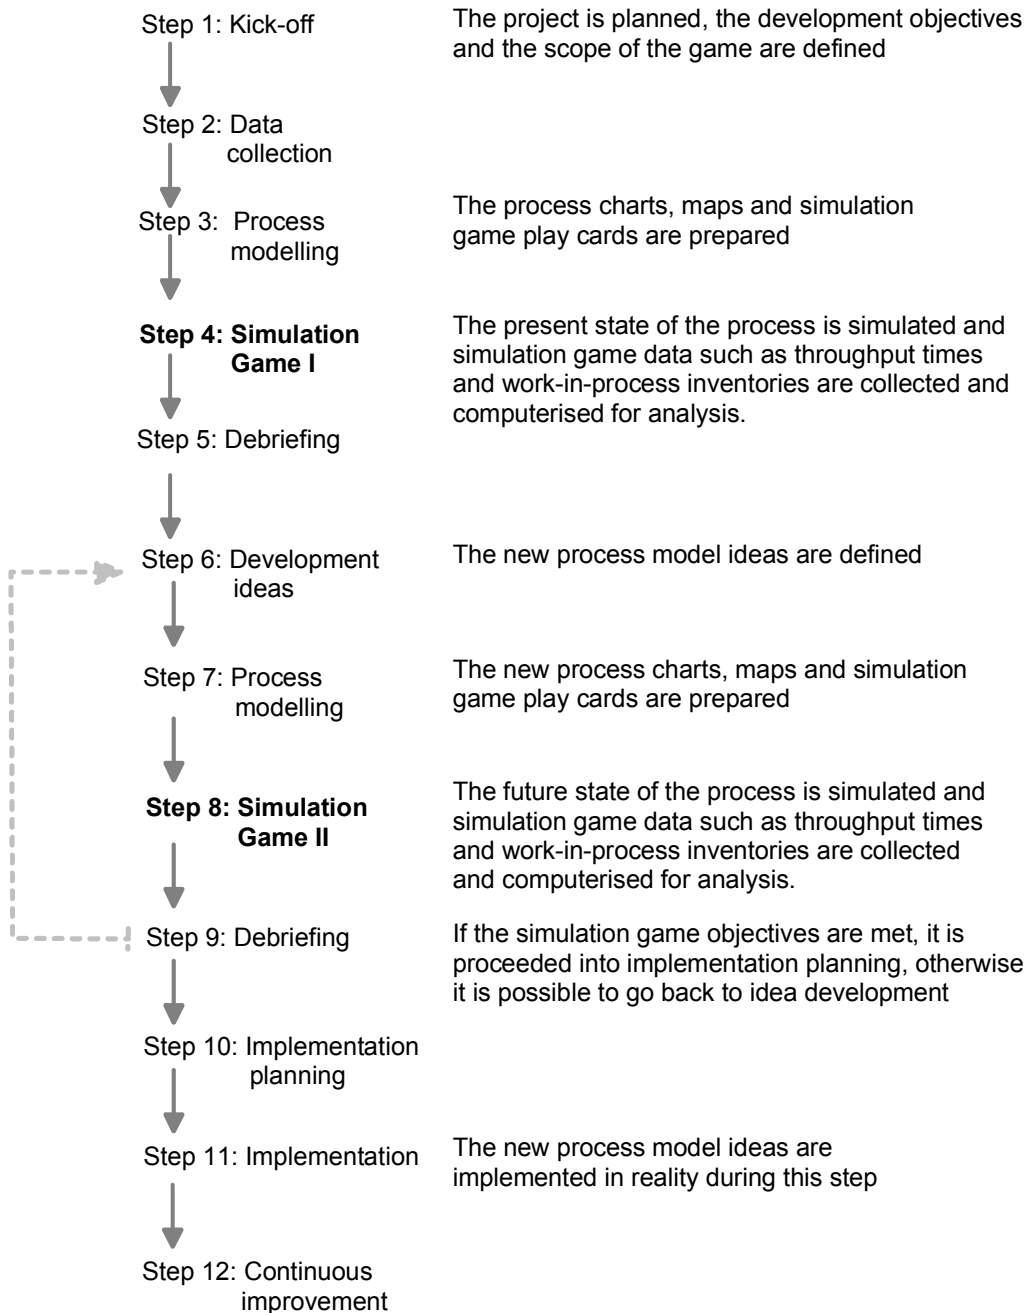 Step 1: Kick-off
The project is planned, the development objectives
and the scope of the game are defined
Step 2: Data
collection
Step 3: Process
modelling
The process charts, maps and simulation
game play cards are prepared
Step 4: Simulation
Game I
The present state of the process is simulated and
simulation game data such as throughput times
and work-in-process inventories are collected and
computerised for analysis.
Step 5: Debriefing
Step 6: Development
ideas
The new process model ideas are defined
Step 7: Process
modelling
The new process charts, maps and simulation
game play cards are prepared
Step 8: Simulation
Game II
The future state of the process is simulated and
simulation game data such as throughput times
and work-in-process inventories are collected
and computerised for analysis.
Step 9: Debriefing
If the simulation game objectives are met, it is
proceeded into implementation planning, otherwise
it is possible to go back to idea development
Step 10: Implementation
planning
Step 11: Implementation
The new process model ideas are
implemented in reality during this step
Step 12: Continuous
improvement